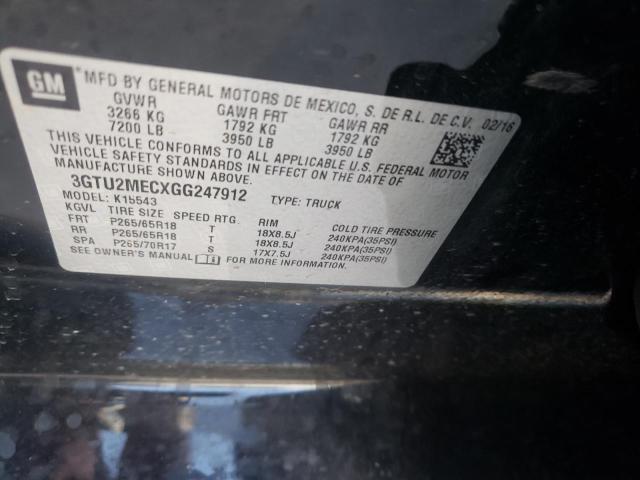 GM
*MFD BY GENERAL MOTORS DE MEXICO, S. DE R.L. DE C.V. 02/16
GVWR GAWR FRT GAWR RR
3266 KG 1792 KG 1792 KG
7200 LB 3950 LB 3950 LB
THIS VEHICLE CONFORMS TO ALL APPLICABLE U.S. FEDERAL MOTOR
VEHICLE SAFETY STANDARDS IN EFFECT ON THE DATE OF
MANUFACTURE SHOWN ABOVE.
3GTU2MECXGG247912
MODEL: K15543 TYPE: TRUCK
KGVL TIRE SIZE SPEED RTG. RIM COLD TIRE PRESSURE
FRT P265/65R18 T 18X8.5J 240KPA(35PSI)
RR P265/65R18 T 18X8.5J 240KPA(35PSI)
SPA P265/70R17 S 17X7.5J 240KPA(35PSI)
SEE OWNER'S MANUAL FOR MORE INFORMATION.